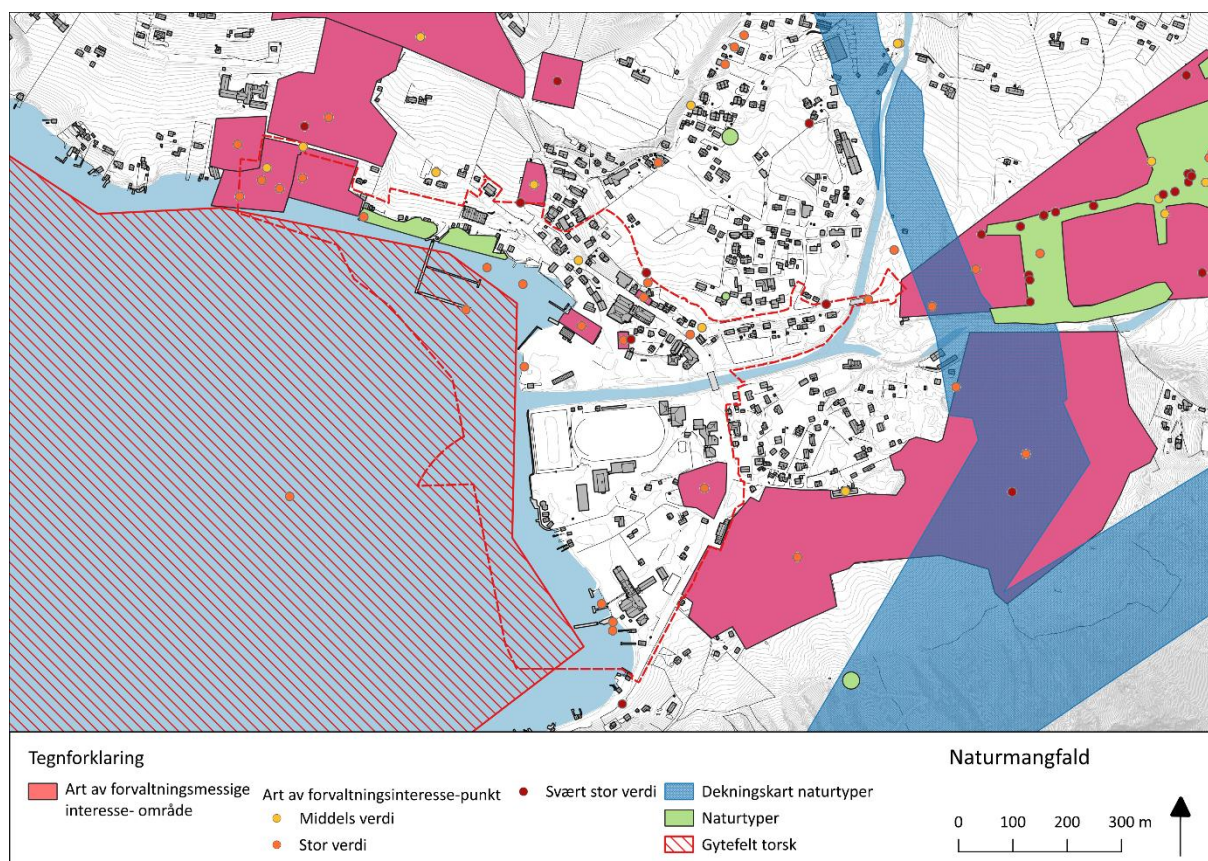 Tegnforklaring
Art av forvaltningsmessige
interesse- område
Art av forvaltningsinteresse-punkt
Middels verdi
Stor verdi
Svært stor verdi
Dekningskart naturtyper
Naturtyper
Gytefelt torsk
Naturmangfald
0 100 200 300 m